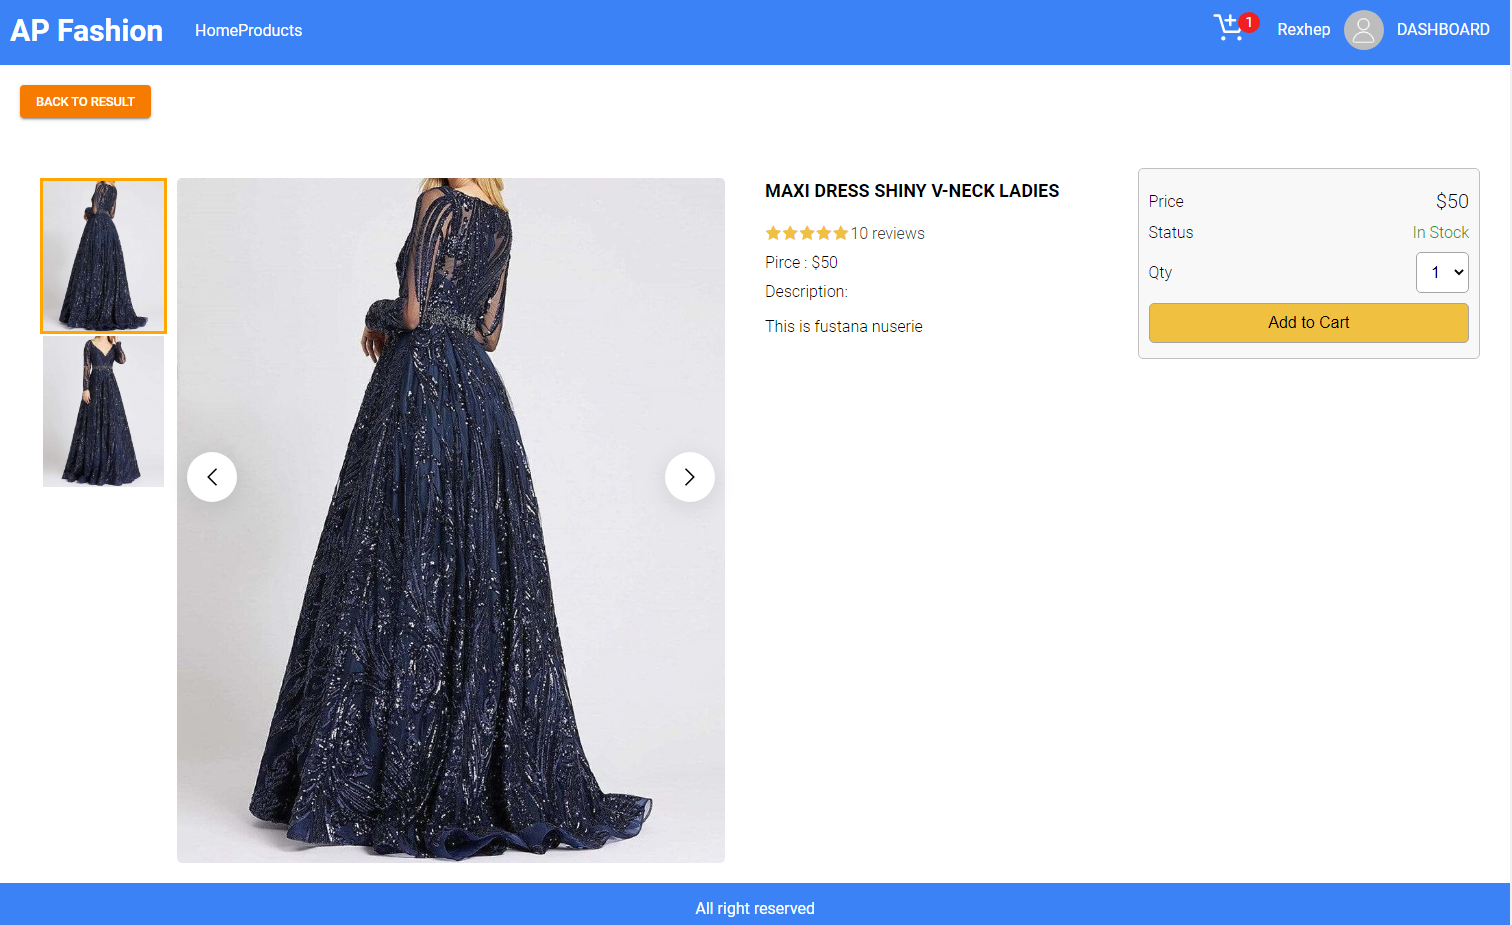 AP Fashion
HomeProducts
1
Rexhep
DASHBOARD
BACK TO RESULT
MAXI DRESS SHINY V-NECK LADIES
10 reviews
Pirce : $50
Description:
This is fustana nuserie
Price
$50
Status
In Stock
Qty
1
Add to Cart
All right reserved